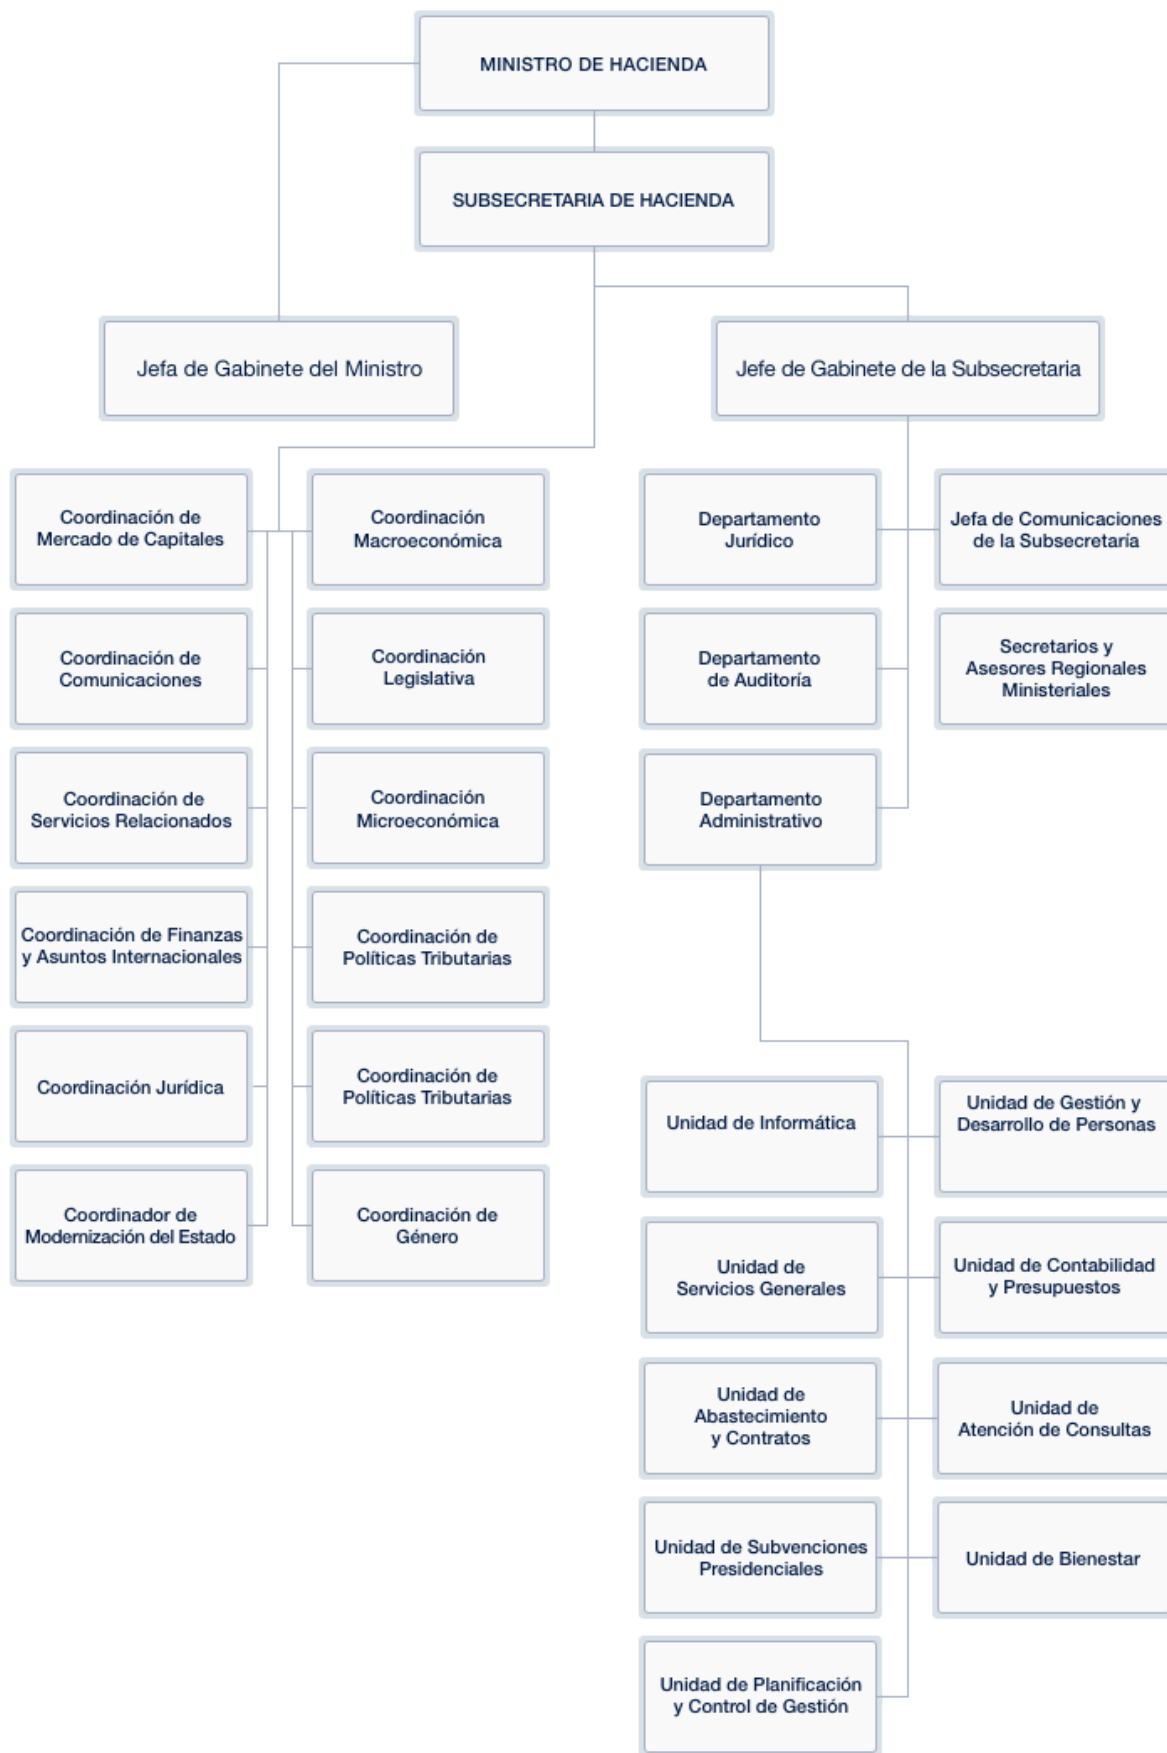 MINISTRO DE HACIENDA
SUBSECRETARIA DE HACIENDA
Jefa de Gabinete del Ministro
Jefe de Gabinete de la Subsecretaria
Coordinación de
Mercado de Capitales
Coordinación
Macroeconómica
Departamento
Jurídico
Jefa de Comunicaciones
de la Subsecretaría
Coordinación de
Comunicaciones
Coordinación
Legislativa
Departamento
de Auditoría
Secretarios y
Asesores Regionales
Ministeriales
Coordinación de
Servicios Relacionados
Coordinación
Microeconómica
Departamento
Administrativo
Coordinación de Finanzas
y Asuntos Internacionales
Coordinación de
Políticas Tributarias
Coordinación Jurídica
Coordinación de
Políticas Tributarias
Coordinador de
Modernización del Estado
Coordinación de
Género
Unidad de Informática
Unidad de Gestión y
Desarrollo de Personas
Unidad de
Servicios Generales
Unidad de Contabilidad
y Presupuestos
Unidad de
Abastecimiento
y Contratos
Unidad de
Atención de Consultas
Unidad de Subvenciones
Presidenciales
Unidad de Bienestar
Unidad de Planificación
y Control de Gestión